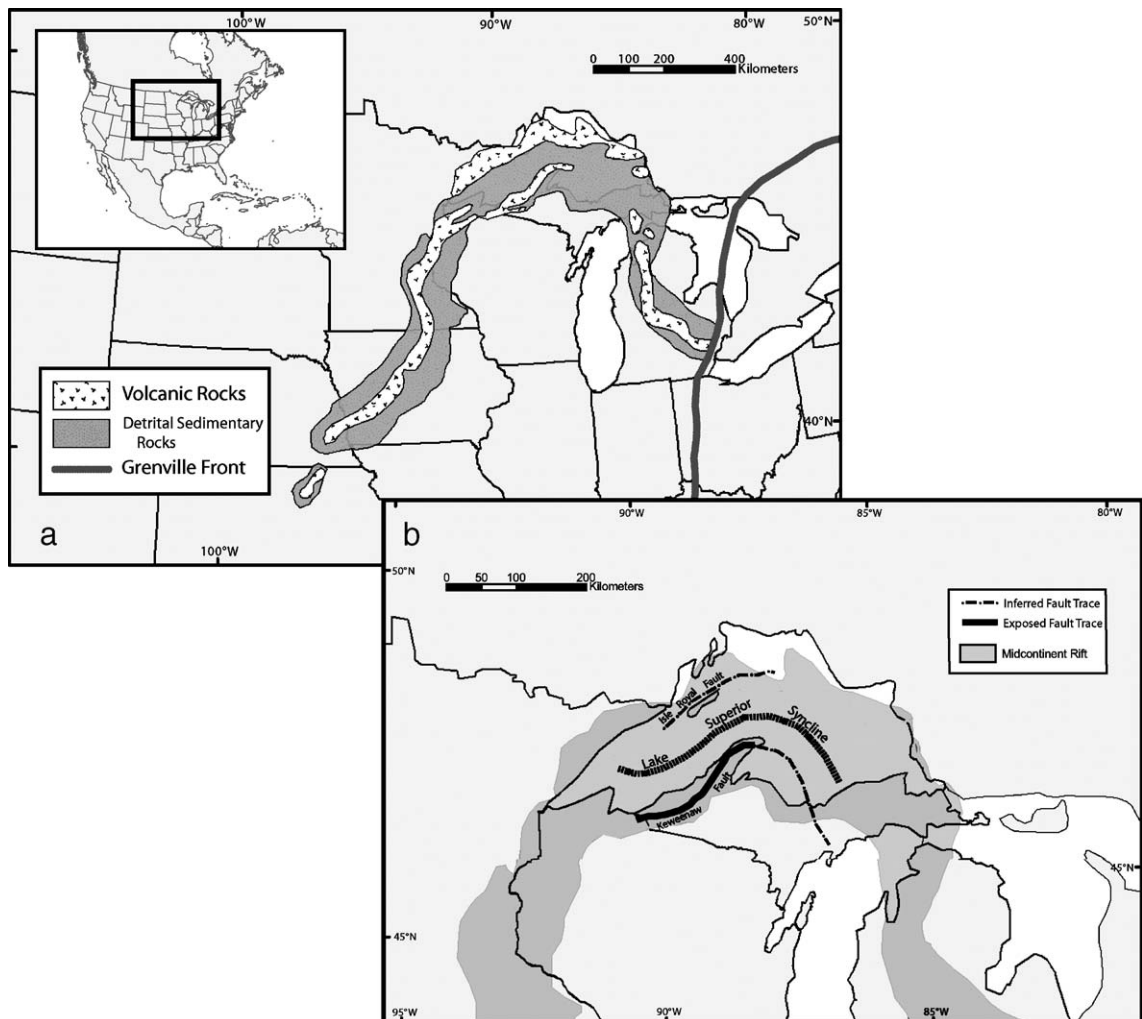 100°W
90°W
80°W
50°N
0 100 200 400
Kilometers
Volcanic Rocks
Detrital Sedimentary
Rocks
Grenville Front
40°N
a
100°W
90°W
b
90°W
85°W
80°W
50°N
0 50 100 200
Kilometers
Inferred Fault Trace
Exposed Fault Trace
Midcontinent Rift
Isle Royal Fault
Lake Superior Syncline
Keweenaw Fault
45°N
45°N
95°W
90°W
85°W